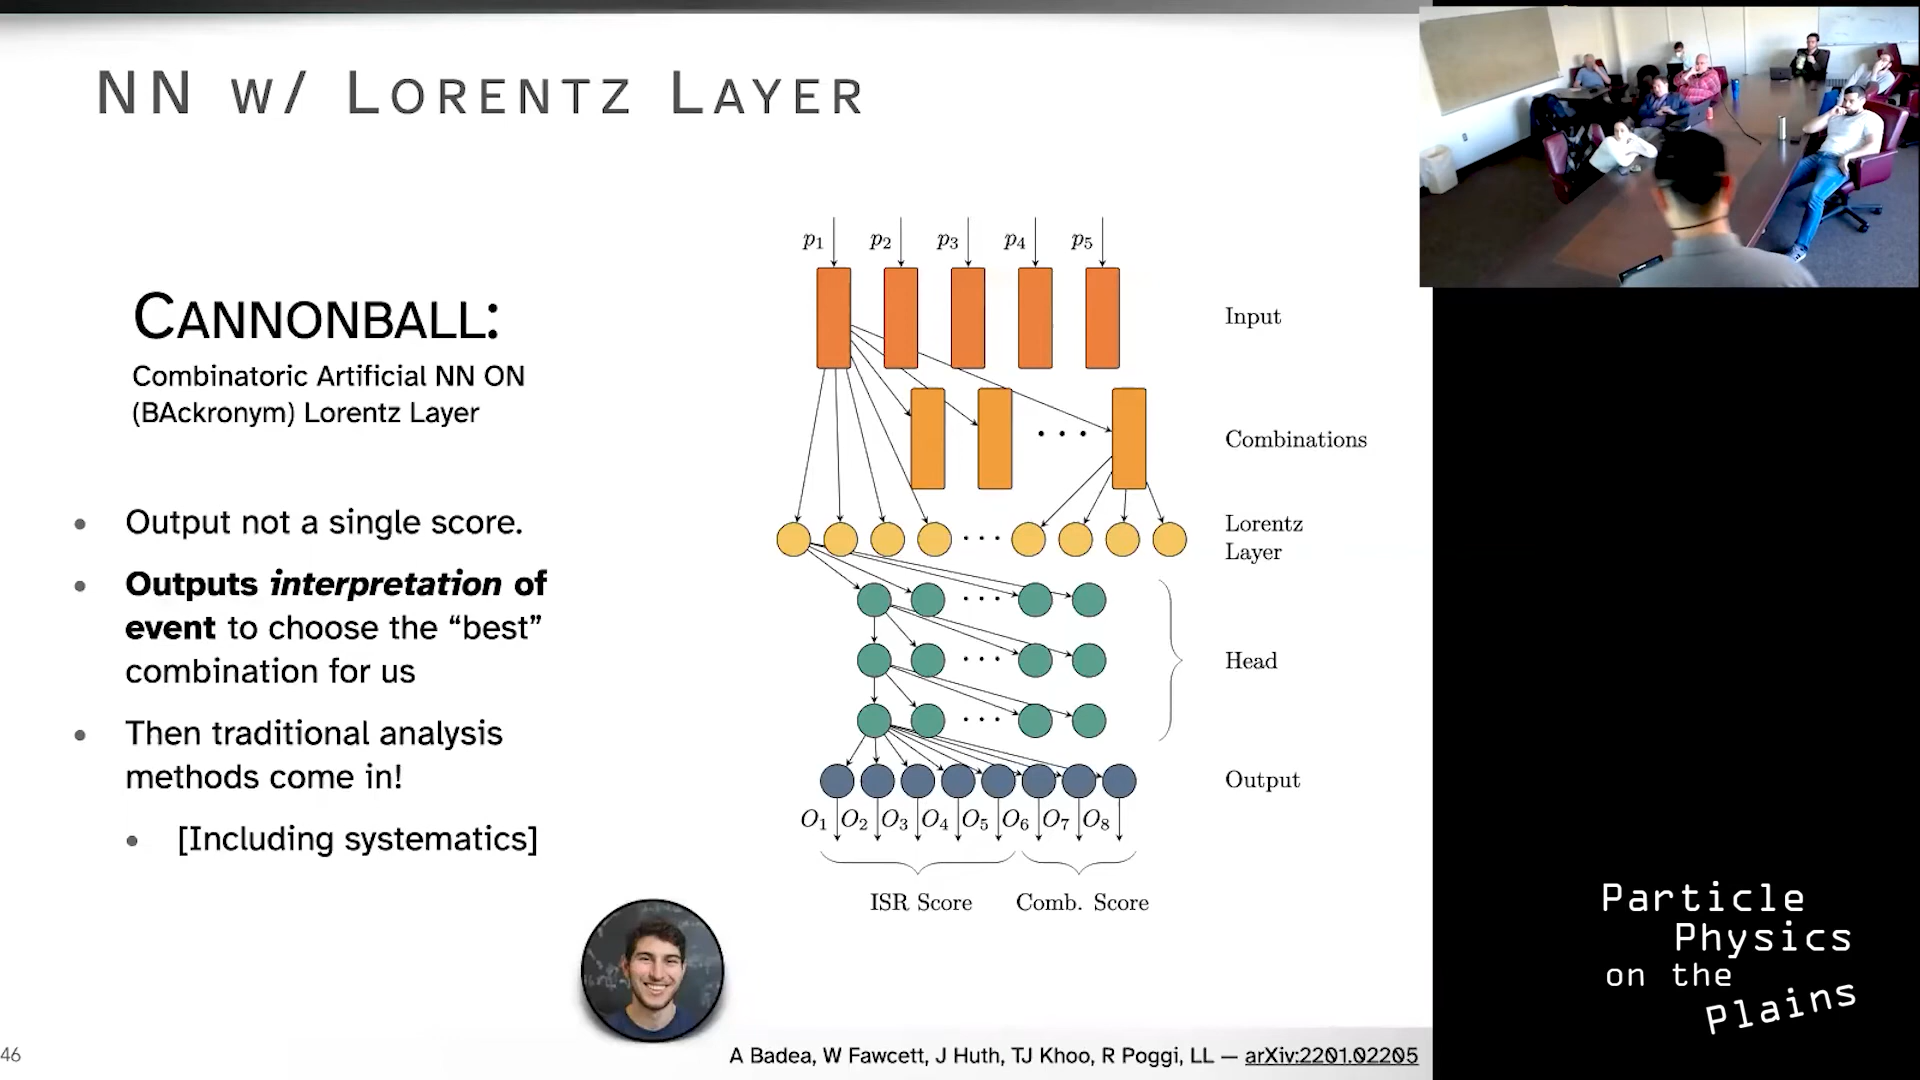 NN W/ LORENTZ LAYER
CANNONBALL:
Combinatoric Artificial NN ON
(BAckronym) Lorentz Layer
• Output not a single score.
• Outputs interpretation of
event to choose the “best”
combination for us
• Then traditional analysis
methods come in!
• [Including systematics]
p1 p2 p3 p4 p5
Input
Combinations
Lorentz
Layer
Head
Output
O1 O2 O3 O4 O5 O6 O7 O8
ISR Score Comb. Score
46
A Badea, W Fawcett, J Huth, TJ Khoo, R Poggi, LL — arXiv:2201.02205
Particle
Physics
on the
Plains